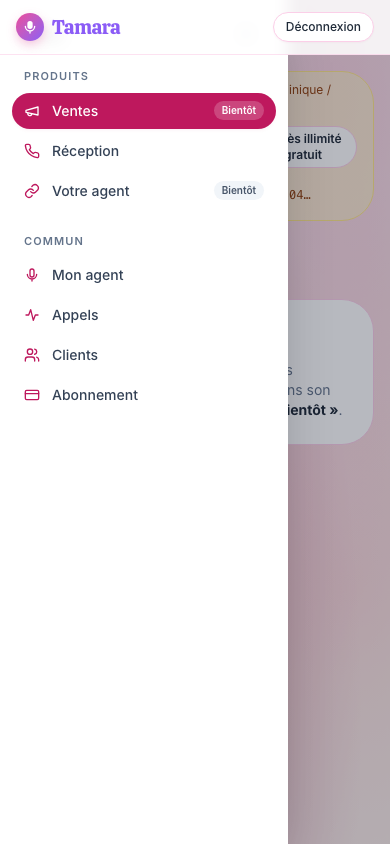 Tamara
Déconnexion
PRODUITS
Ventes Bientôt
Réception
Votre agent Bientôt
COMMUN
Mon agent
Appels
Clients
Abonnement
inique /
illimité
gratuit
04…
ns son
ientôt ».